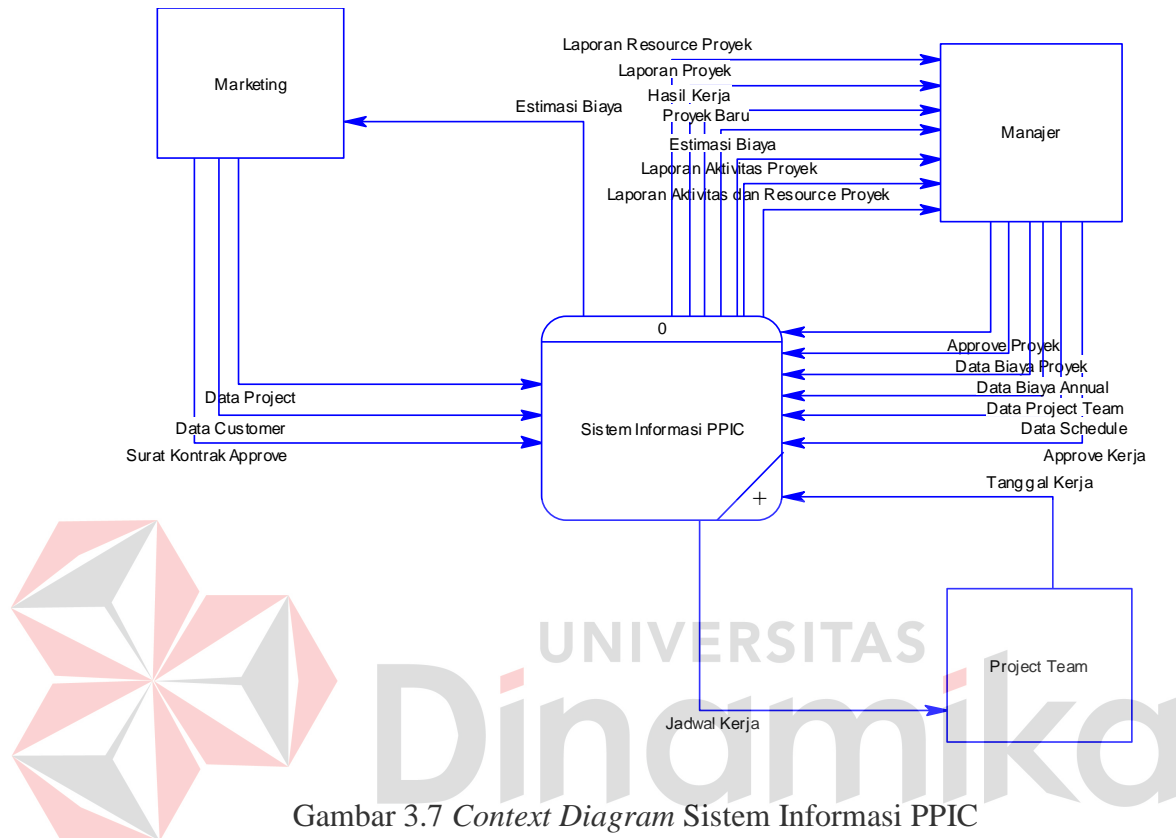 Laporan Resource Proyek
Laporan Proyek
Hasil Kerja
Proyek Baru
Estimasi Biaya
Laporan Aktivitas Proyek
Laporan Aktivitas dan Resource Proyek
Marketing
Estimasi Biaya
Manajer
0
Sistem Informasi PPIC
+
Data Project
Data Customer
Surat Kontrak Approve
Approve Proyek
Data Biaya Proyek
Data Biaya Annual
Data Project Team
Data Schedule
Approve Kerja
Tanggal Kerja
Project Team
Jadwal Kerja
UNIVERSITAS
Dinamika
Gambar 3.7 Context Diagram Sistem Informasi PPIC